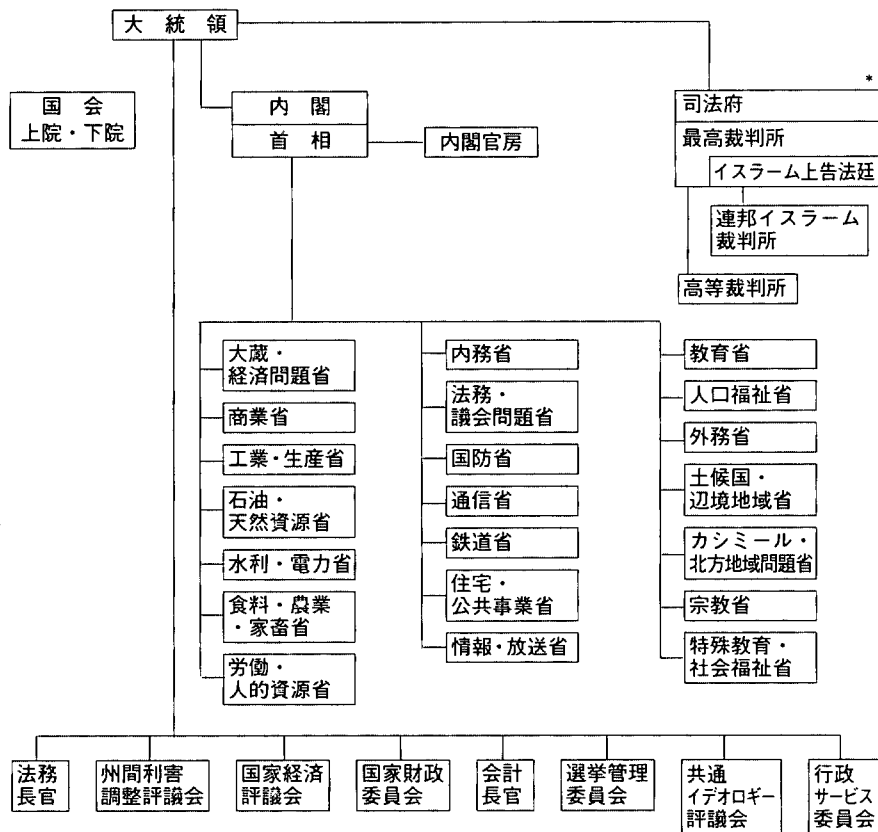 大統領
国会
上院・下院
内閣
首相
内閣官房
*
司法府
最高裁判所
イスラーム上告法廷
連邦イスラーム
裁判所
高等裁判所
大蔵・
経済問題省
商業省
工業・生産省
石油・
天然資源省
水利・電力省
食料・農業
・家畜省
労働・
人的資源省
内務省
法務・
議会問題省
国防省
通信省
鉄道省
住宅・
公共事業省
情報・放送省
教育省
人口福祉省
外務省
土候国・
辺境地域省
カシミール・
北方地域問題省
宗教省
特殊教育・
社会福祉省
法務
長官
州間利害
調整評議会
国家経済
評議会
国家財政
委員会
会計
長官
選挙管理
委員会
共通
イデオロギー
評議会
行政
サービス
委員会